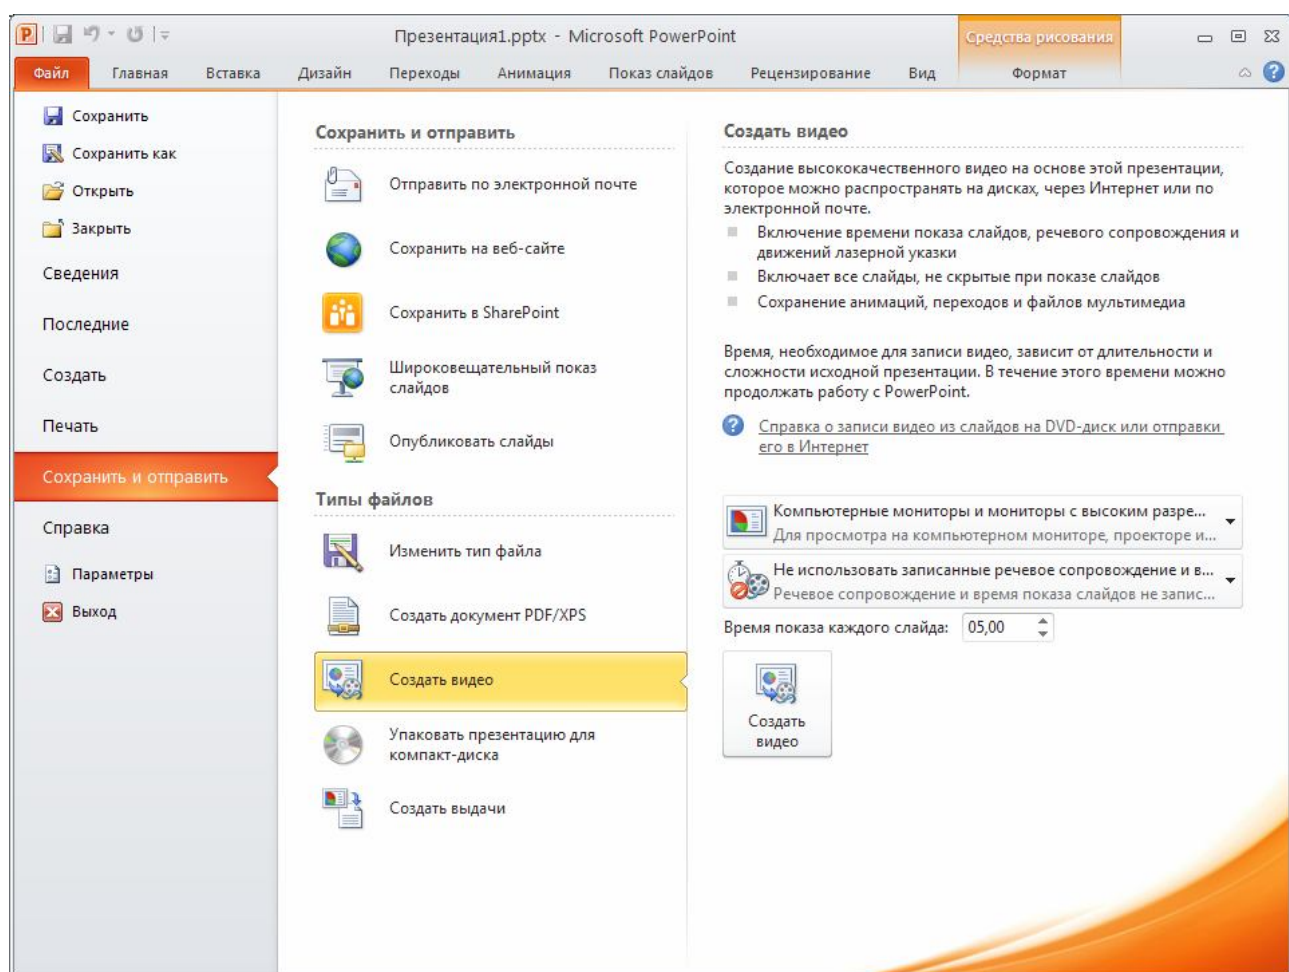 Презентация1.pptx - Microsoft PowerPoint
Средства рисования
Файл Главная Вставка Дизайн Переходы Анимация Показ слайдов Рецензирование Вид Формат
Сохранить
Сохранить как
Открыть
Закрыть
Сведения
Последние
Создать
Печать
Сохранить и отправить
Справка
Параметры
Выход
Сохранить и отправить
Отправить по электронной почте
Сохранить на веб-сайте
Сохранить в SharePoint
Широковещательный показ
слайдов
Опубликовать слайды
Типы файлов
Изменить тип файла
Создать документ PDF/XPS
Создать видео
Упаковать презентацию для
компакт-диска
Создать выдачи
Создать видео
Создание высококачественного видео на основе этой презентации,
которое можно распространять на дисках, через Интернет или по
электронной почте.
Включение времени показа слайдов, речевого сопровождения и
движений лазерной указки
Включает все слайды, не скрытые при показе слайдов
Сохранение анимаций, переходов и файлов мультимедиа
Время, необходимое для записи видео, зависит от длительности и
сложности исходной презентации. В течение этого времени можно
продолжать работу с PowerPoint.
Справка о записи видео из слайдов на DVD-диск или отправки
его в Интернет
Компьютерные мониторы и мониторы с высоким разре...
Для просмотра на компьютерном мониторе, проекторе и...
Не использовать записанные речевое сопровождение и в...
Речевое сопровождение и время показа слайдов не запис...
Время показа каждого слайда: 05,00
Создать
видео